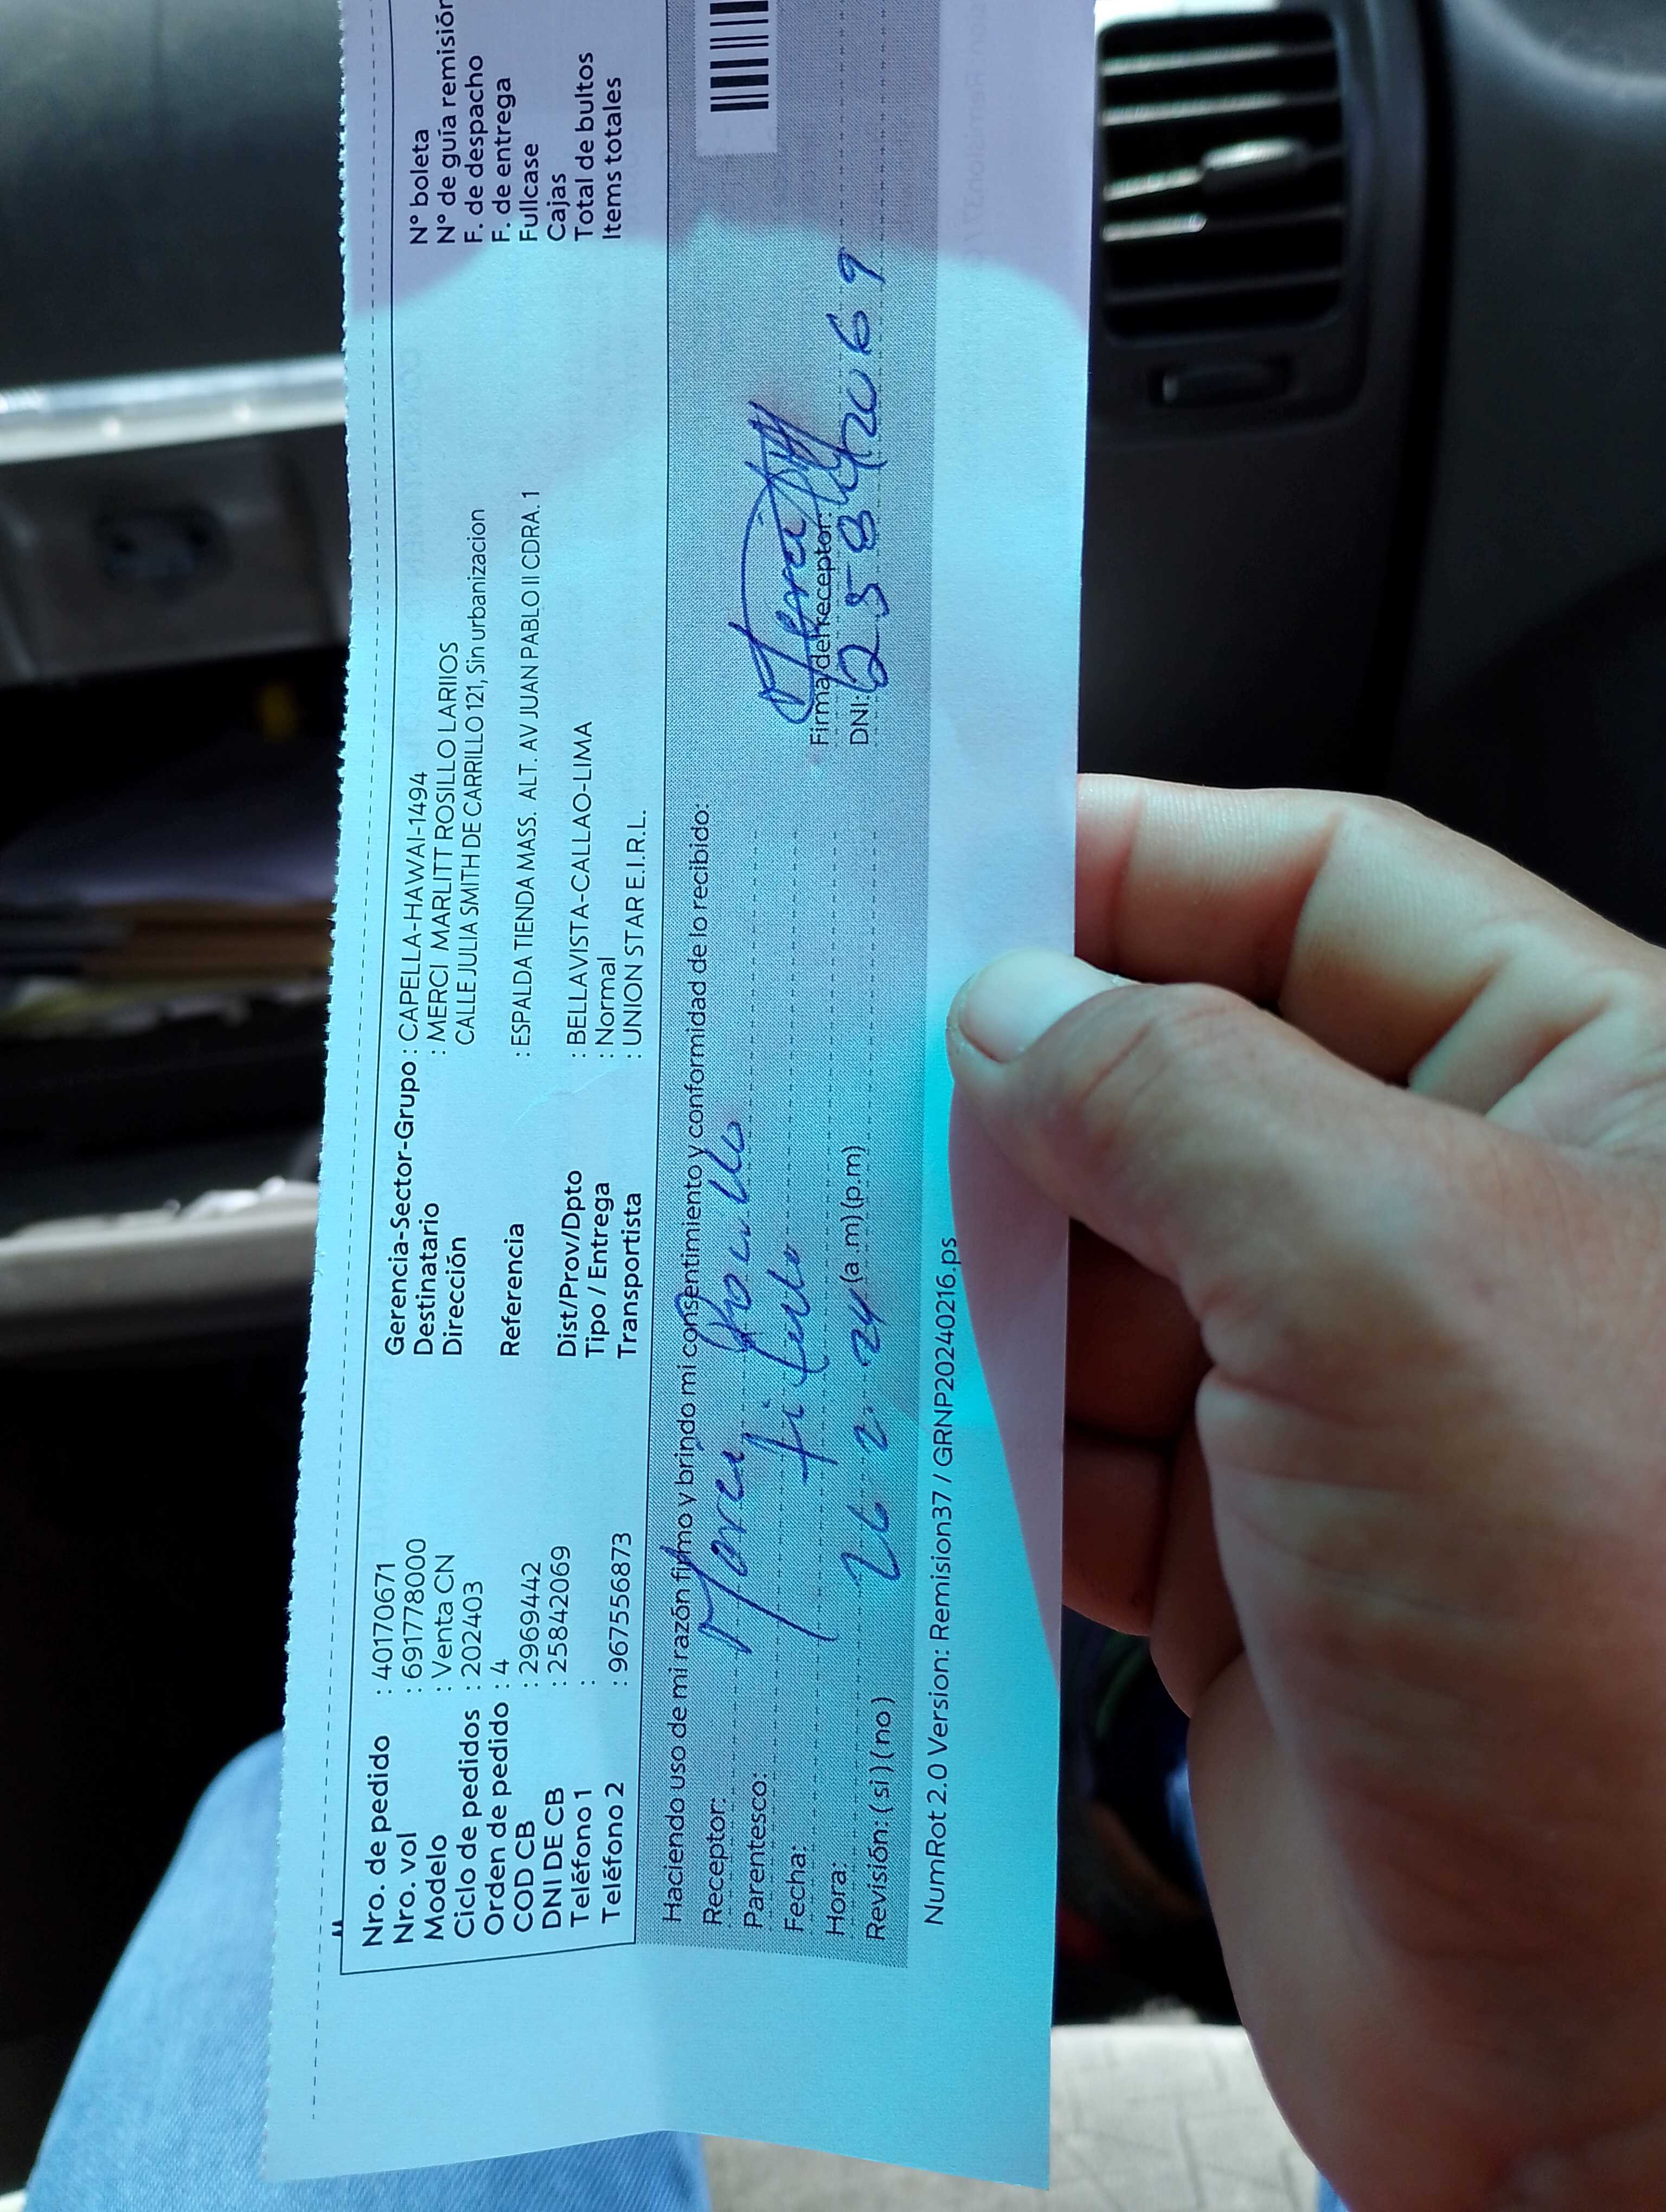 Nro. de pedido : 40170671
Nro. vol : 691778000
Modelo : Venta CN
Ciclo de pedidos : 202403
Orden de pedido : 4
COD CB : 2969442
DNI DE CB : 25842069
Teléfono 1 :
Teléfono 2 : 967556873
Gerencia-Sector-Grupo : CAPELLA-HAWAI-1494
Destinatario : MERCI MARLITT ROSILLO LARIIOS
Dirección CALLE JULIA SMITH DE CARRILLO 121, Sin urbanizacion
Referencia : ESPALDA TIENDA MASS. ALT. AV JUAN PABLO II CDRA. 1
Dist/Prov/Dpto : BELLAVISTA-CALLAO-LIMA
Tipo / Entrega : Normal
Transportista : UNION STAR E.I.R.L.
N° boleta
N° de guía remisión
F. de despacho
F. de entrega
Fullcase
Cajas
Total de bultos
Items totales
Haciendo uso de mi razón firmo y brindo mi consentimiento y conformidad de lo recibido:
Receptor: Merci Rosillo
Parentesco:
Fecha:
Hora: 26 2. 24 (a.m) (p.m)
Revisión: ( si ) ( no )
Firma del Receptor:
DNI: 25842069
NumRot 2.0 Version: Remision37 / GRNP20240216.ps